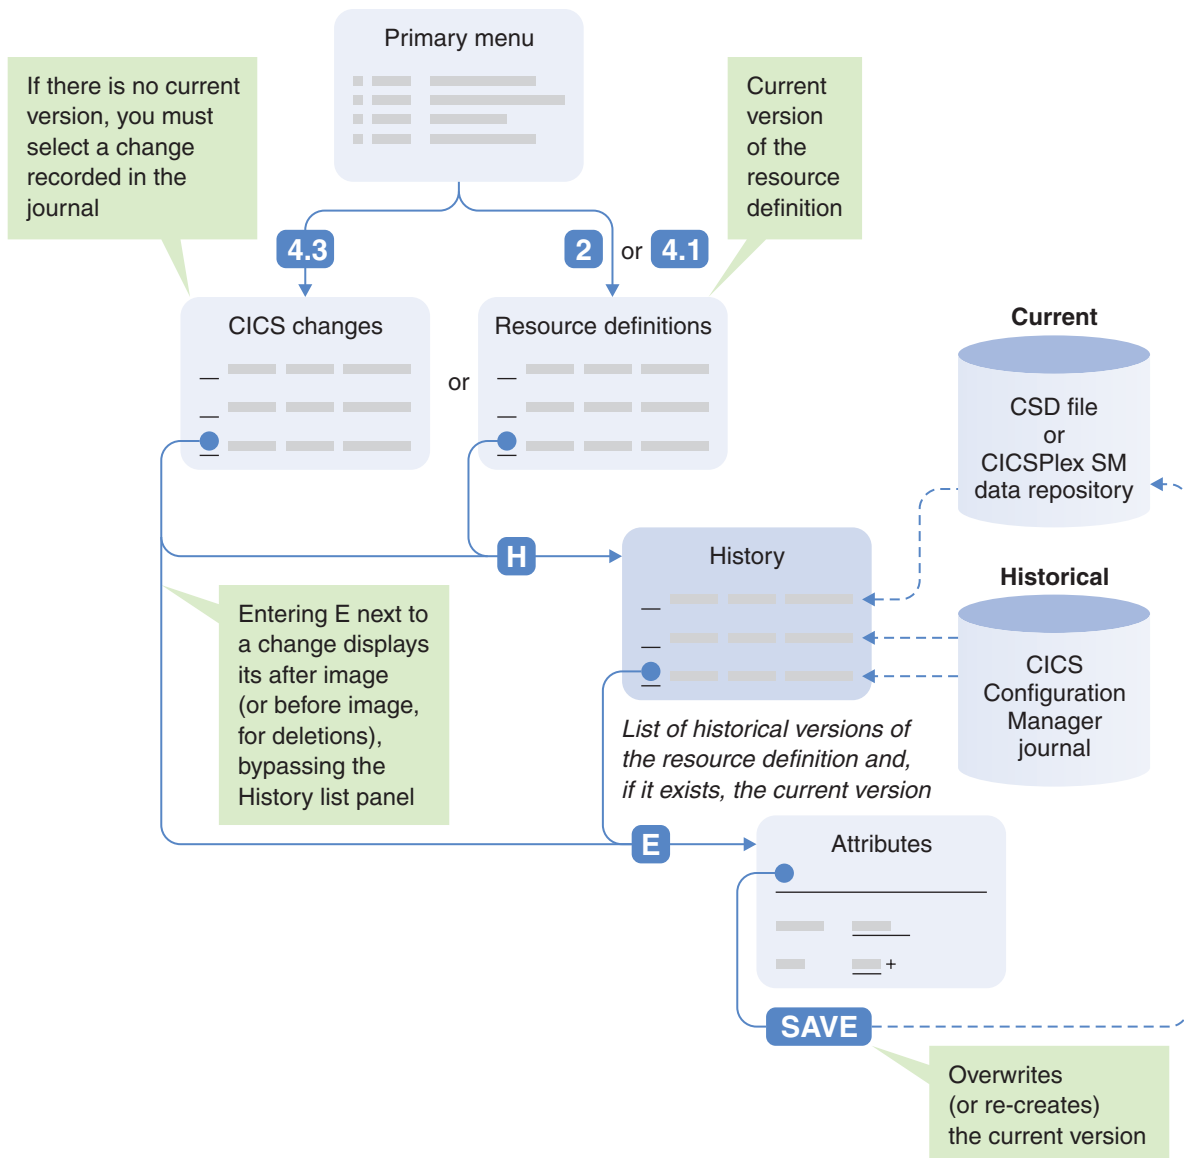 Primary menu
If there is no current
version, you must
select a change
recorded in the
journal
Current
version
of the
resource
definition
4.3
2 or 4.1
CICS changes
or
Resource definitions
Current
CSD file
or
CICSPlex SM
data repository
H
History
Historical
CICS
Configuration
Manager
journal
Entering E next to
a change displays
its after image
(or before image,
for deletions),
bypassing the
History list panel
List of historical versions of
the resource definition and,
if it exists, the current version
E
Attributes
+
SAVE
Overwrites
(or re-creates)
the current version